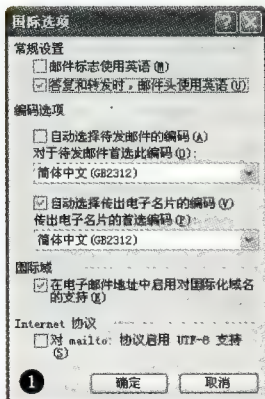 国际选项
常规设置
邮件标志使用英语(M)
答复和转发时，邮件头使用英语(U)
编码选项
自动选择待发邮件的编码(A)
对于待发邮件首选此编码(O):
简体中文(GB2312)
自动选择传出电子名片的编码(V)
传出电子名片的首选编码(P)
简体中文(GB2312)
国际域
在电子邮件地址中启用对国际化域名
的支持(E)
Internet 协议
对 mailto: 协议启用 UTF-8 支持
(S)
1
确定
取消